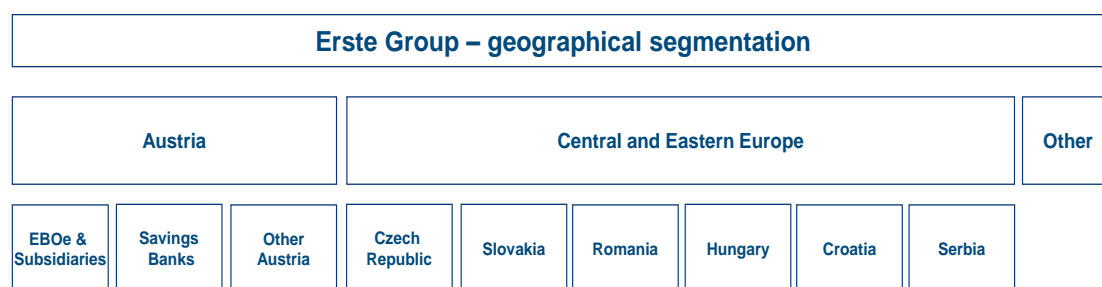 Erste Group – geographical segmentation
Austria
Central and Eastern Europe
Other
EBOe &
Subsidiaries
Savings
Banks
Other
Austria
Czech
Republic
Slovakia
Romania
Hungary
Croatia
Serbia